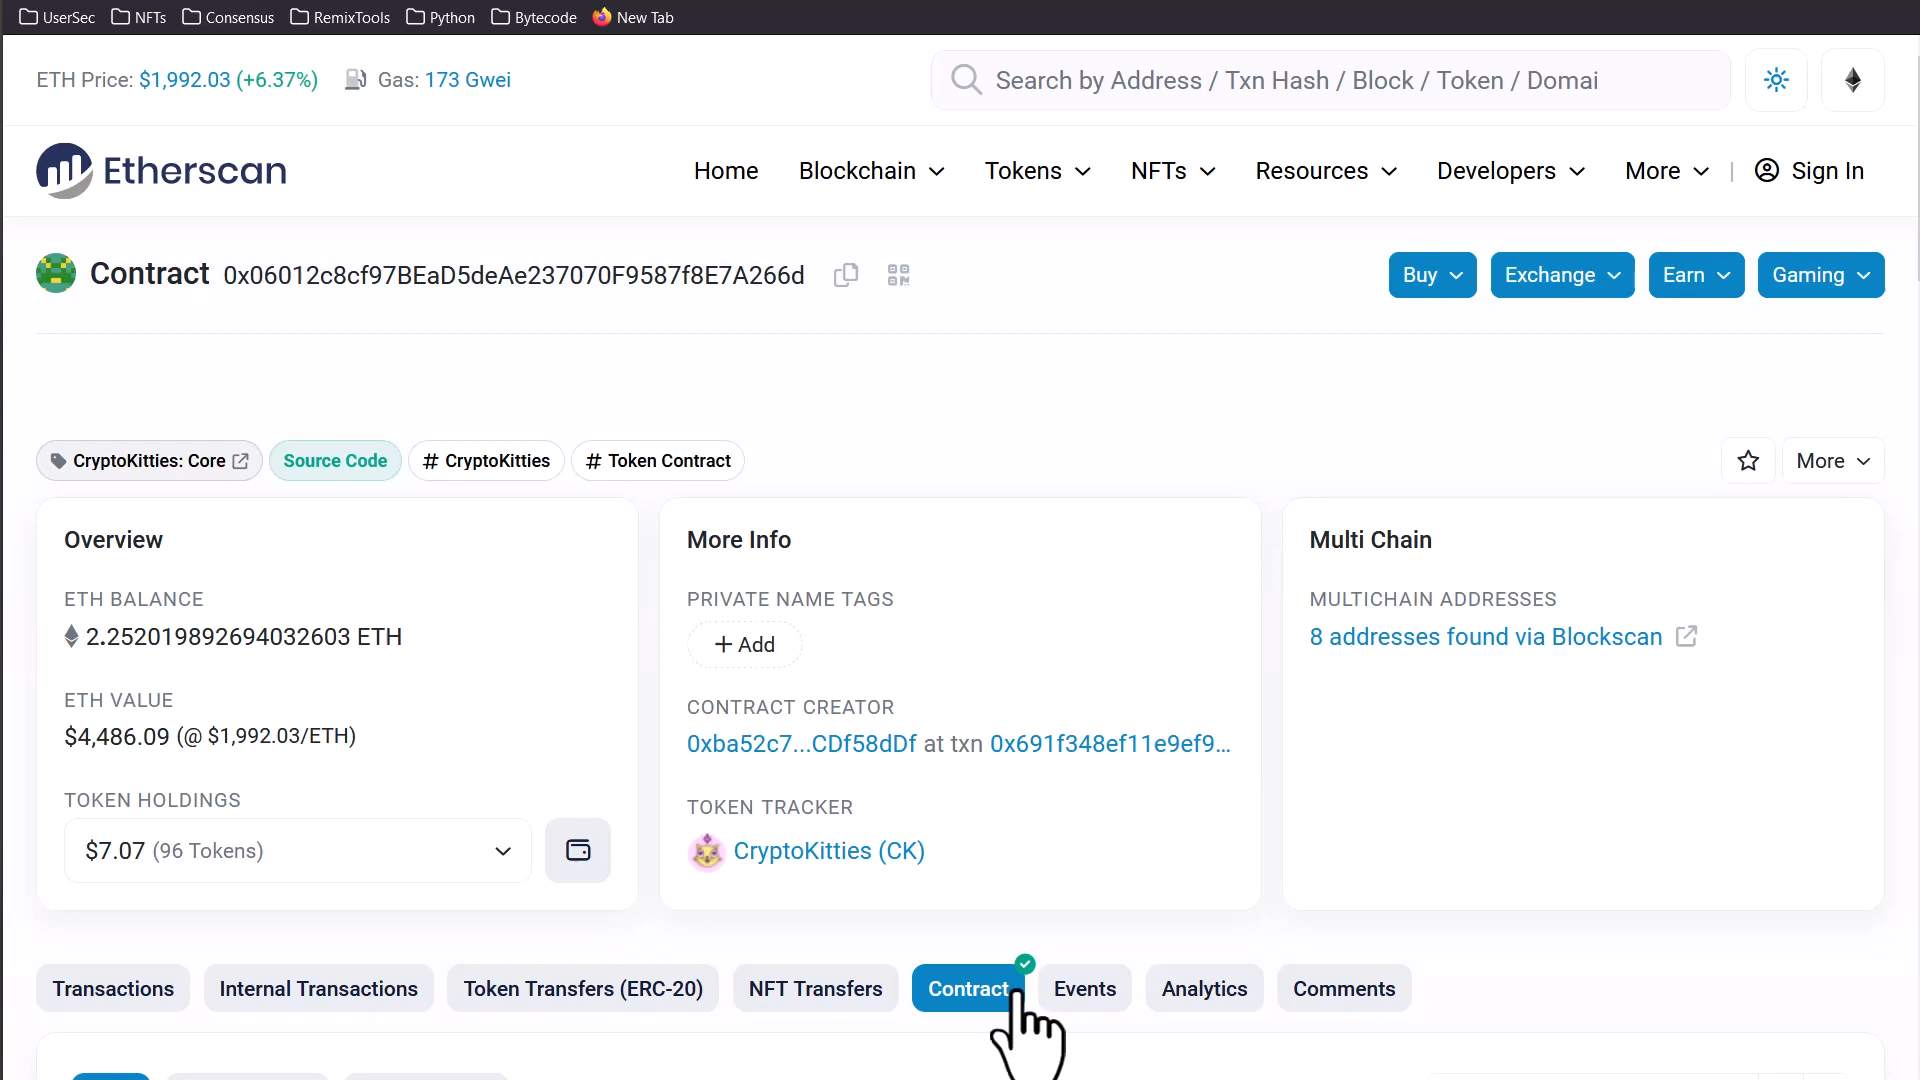 UserSec NFTs Consensus RemixTools Python Bytecode New Tab
ETH Price: $1,992.03 (+6.37%) Gas: 173 Gwei
Search by Address / Txn Hash / Block / Token / Domai
Etherscan
Home Blockchain Tokens NFTs Resources Developers More | Sign In
Contract 0x06012c8cf97BEaD5deAe237070F9587f8E7A266d
Buy Exchange Earn Gaming
CryptoKitties: Core Source Code # CryptoKitties # Token Contract
More
Overview
ETH BALANCE
2.252019892694032603 ETH
ETH VALUE
$4,486.09 (@ $1,992.03/ETH)
TOKEN HOLDINGS
$7.07 (96 Tokens)
More Info
PRIVATE NAME TAGS
+ Add
CONTRACT CREATOR
0xba52c7...CDf58dDf at txn 0x691f348ef11e9ef9...
TOKEN TRACKER
CryptoKitties (CK)
Multi Chain
MULTICHAIN ADDRESSES
8 addresses found via Blockscan
Transactions Internal Transactions Token Transfers (ERC-20) NFT Transfers Contract Events Analytics Comments